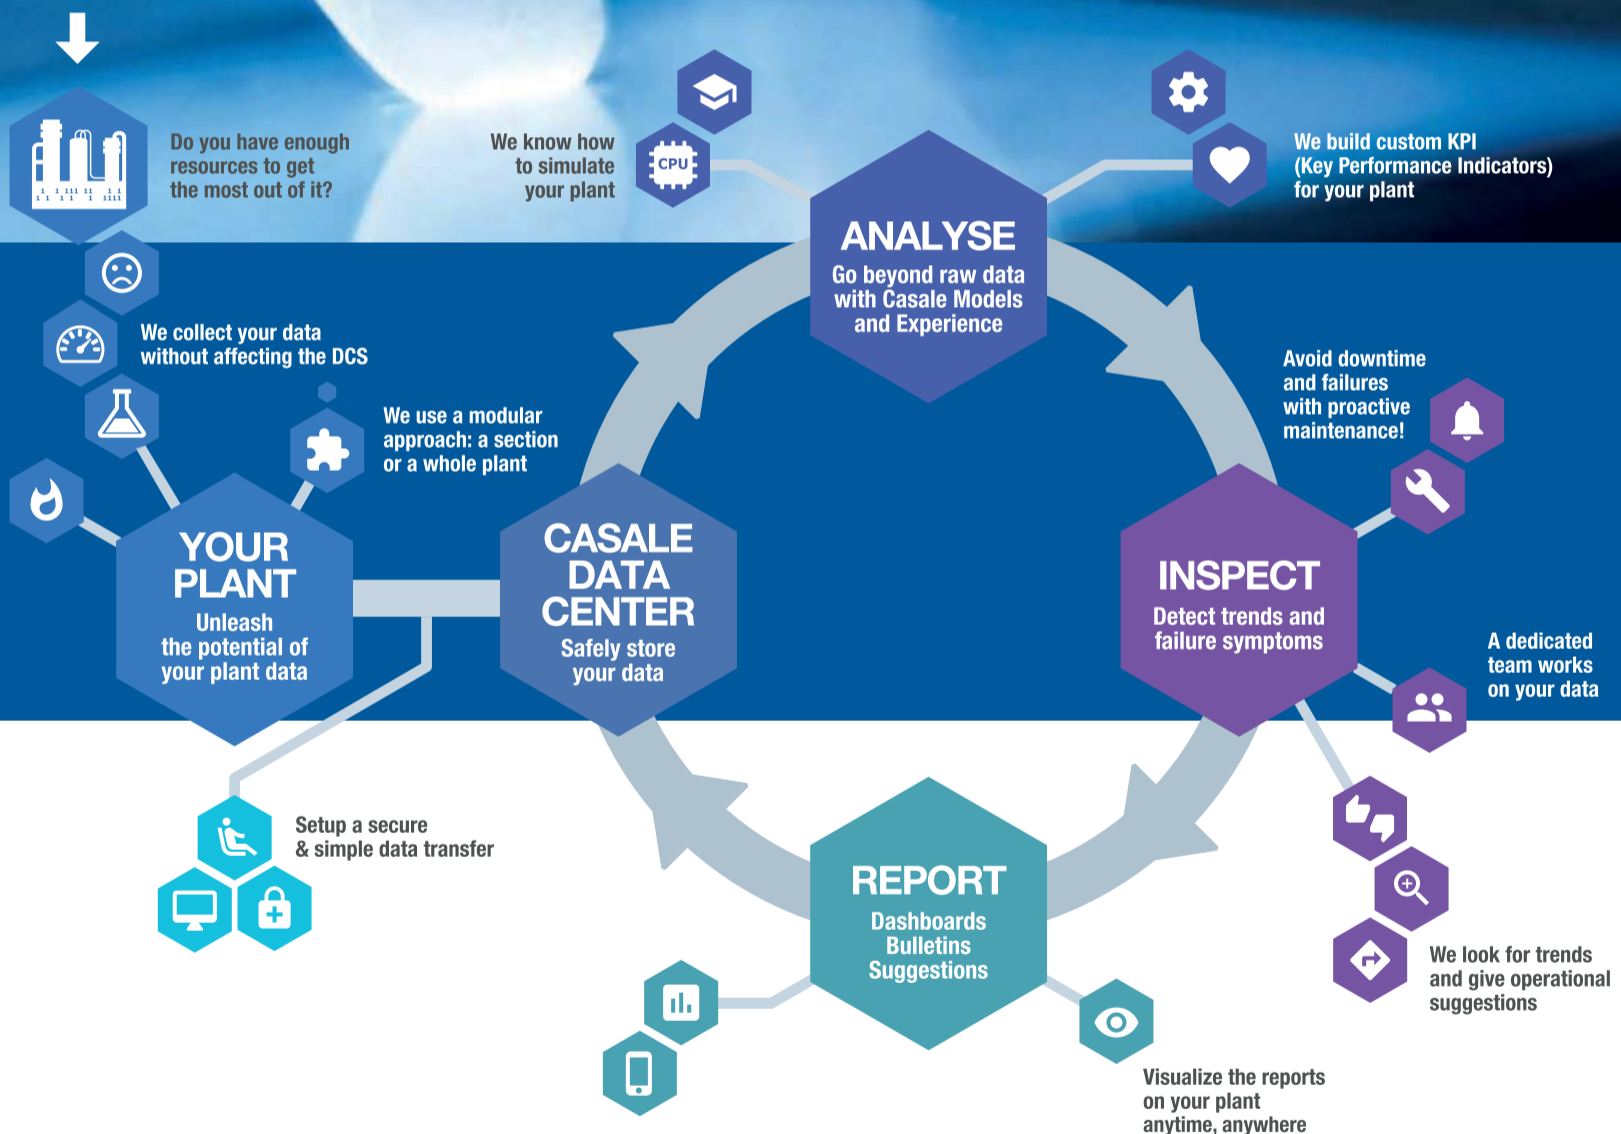 Do you have enough
resources to get
the most out of it?
We know how
to simulate
your plant
CPU
We build custom KPI
(Key Performance Indicators)
for your plant
ANALYSE
Go beyond raw data
with Casale Models
and Experience
We collect your data
without affecting the DCS
We use a modular
approach: a section
or a whole plant
Avoid downtime
and failures
with proactive
maintenance!
YOUR
PLANT
Unleash
the potential of
your plant data
CASALE
DATA
CENTER
Safely store
your data
INSPECT
Detect trends and
failure symptoms
A dedicated
team works
on your data
Setup a secure
& simple data transfer
REPORT
Dashboards
Bulletins
Suggestions
We look for trends
and give operational
suggestions
Visualize the reports
on your plant
anytime, anywhere